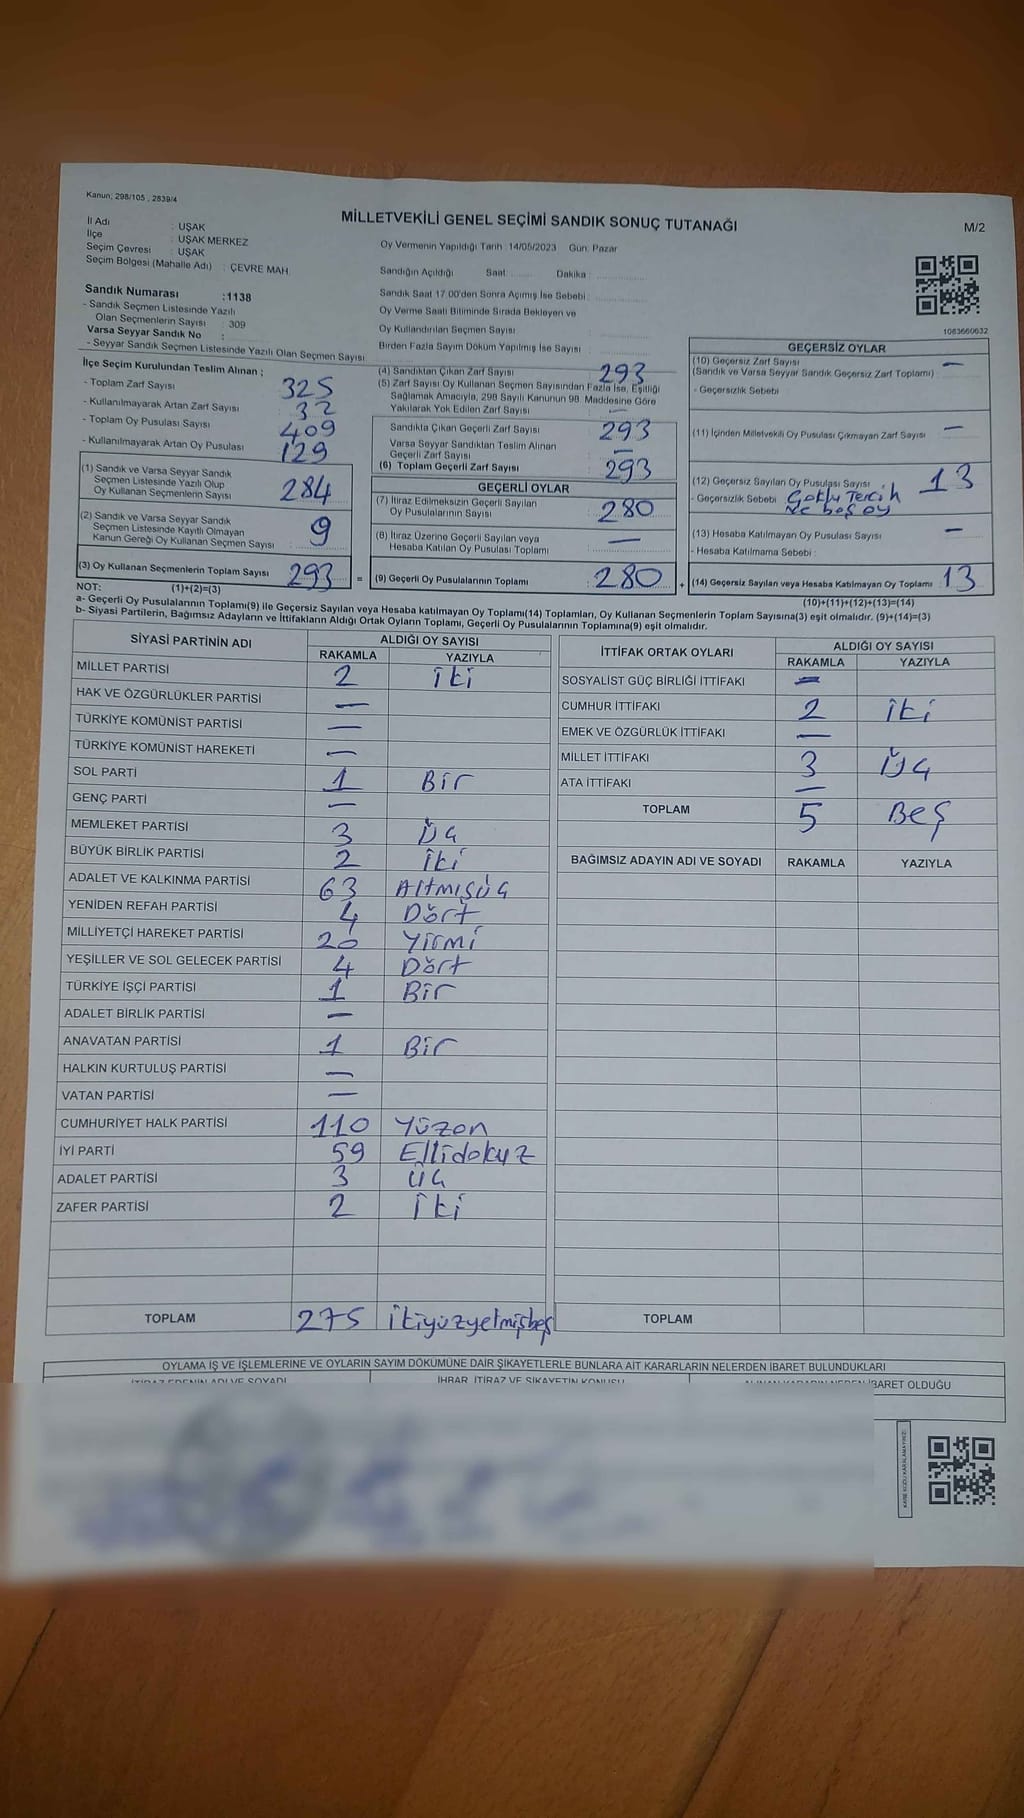 Kanun; 298/105 , 2839/4
MİLLETVEKİLİ GENEL SEÇİMİ SANDIK SONUÇ TUTANAĞI
M/2
İl Adı : UŞAK
İlçe : UŞAK MERKEZ
Seçim Çevresi : UŞAK
Seçim Bölgesi (Mahalle Adı) : ÇEVRE MAH.
Oy Vermenin Yapıldığı Tarih :14/05/2023 Gün: Pazar
Sandığın Açıldığı Saat:........ Dakika :....................
Sandık Saat 17.00'den Sonra Açımış İse Sebebi:
Oy Verme Saati Bitiminde Sırada Bekleyen ve
Oy Kullandırılan Seçmen Sayısı
Birden Fazla Sayım Döküm Yapılmış İse Sayısı
Sandık Numarası :1138
- Sandık Seçmen Listesinde Yazılı
Olan Seçmenlerin Sayısı : 309
Varsa Seyyar Sandık No :
- Seyyar Sandık Seçmen Listesinde Yazılı Olan Seçmen Sayısı
1083660632
İlçe Seçim Kurulundan Teslim Alınan ;
- Toplam Zarf Sayısı 325
- Kullanılmayarak Artan Zarf Sayısı 32
- Toplam Oy Pusulası Sayısı 409
- Kullanılmayarak Artan Oy Pusulası 129
(1) Sandık ve Varsa Seyyar Sandık
Seçmen Listesinde Yazılı Olup
Oy Kullanan Seçmenlerin Sayısı 284
(2) Sandık ve Varsa Seyyar Sandık
Seçmen Listesinde Kayıtlı Olmayan
Kanun Gereği Oy Kullanan Seçmen Sayısı 9
(3) Oy Kullanan Seçmenlerin Toplam Sayısı 293 =
(4) Sandıktan Çıkan Zarf Sayısı 293
(5) Zarf Sayısı Oy Kullanan Seçmen Sayısından Fazla İse, Eşitliği
Sağlamak Amacıyla, 298 Sayılı Kanunun 98. Maddesine Göre
Yakılarak Yok Edilen Zarf Sayısı —
Sandıkta Çıkan Geçerli Zarf Sayısı 293
Varsa Seyyar Sandıktan Teslim Alınan
Geçerli Zarf Sayısı —
(6) Toplam Geçerli Zarf Sayısı 293
GEÇERLİ OYLAR
(7) İtiraz Edilmeksizin Geçerli Sayılan
Oy Pusulalarının Sayısı 280
(8) İtiraz Üzerine Geçerli Sayılan veya
Hesaba Katılan Oy Pusulası Toplamı —
(9) Geçerli Oy Pusulalarının Toplamı 280 +
GEÇERSİZ OYLAR
(10) Geçersiz Zarf Sayısı —
(Sandık ve Varsa Seyyar Sandık Geçersiz Zarf Toplamı)
- Geçersizlik Sebebi
(11) İçinden Milletvekili Oy Pusulası Çıkmayan Zarf Sayısı —
(12) Geçersiz Sayılan Oy Pusulası Sayısı 13
- Geçersizlik Sebebi Çoklu Tercih
ve boş oy
(13) Hesaba Katılmayan Oy Pusulası Sayısı —
- Hesaba Katılmama Sebebi :
(14) Geçersiz Sayılan veya Hesaba Katılmayan Oy Toplamı 13
NOT: (1)+(2)=(3)
(10)+(11)+(12)+(13)=(14)
a- Geçerli Oy Pusulalarının Toplamı(9) ile Geçersiz Sayılan veya Hesaba katılmayan Oy Toplamı(14) Toplamları, Oy Kullanan Seçmenlerin Toplam Sayısına(3) eşit olmalıdır. (9)+(14)=(3)
b- Siyasi Partilerin, Bağımsız Adayların ve İttifakların Aldığı Ortak Oyların Toplamı, Geçerli Oy Pusulalarının Toplamına(9) eşit olmalıdır.
SİYASİ PARTİNİN ADI ALDIĞI OY SAYISI
RAKAMLA YAZIYLA
MİLLET PARTİSİ 2 iki
HAK VE ÖZGÜRLÜKLER PARTİSİ —
TÜRKİYE KOMÜNİST PARTİSİ —
TÜRKİYE KOMÜNİST HAREKETİ —
SOL PARTİ 1 Bir
GENÇ PARTİ —
MEMLEKET PARTİSİ 3 Üç
BÜYÜK BİRLİK PARTİSİ 2 iki
ADALET VE KALKINMA PARTİSİ 63 Altmışüç
YENİDEN REFAH PARTİSİ 4 Dört
MİLLİYETÇİ HAREKET PARTİSİ 20 Yirmi
YEŞİLLER VE SOL GELECEK PARTİSİ 4 Dört
TÜRKİYE İŞÇİ PARTİSİ 1 Bir
ADALET BİRLİK PARTİSİ —
ANAVATAN PARTİSİ 1 Bir
HALKIN KURTULUŞ PARTİSİ —
VATAN PARTİSİ —
CUMHURİYET HALK PARTİSİ 110 Yüzon
İYİ PARTİ 59 Ellidokuz
ADALET PARTİSİ 3 Üç
ZAFER PARTİSİ 2 iki
TOPLAM 275 ikiyüzyetmişbeş
İTTİFAK ORTAK OYLARI ALDIĞI OY SAYISI
RAKAMLA YAZIYLA
SOSYALİST GÜÇ BİRLİĞİ İTTİFAKI —
CUMHUR İTTİFAKI 2 iki
EMEK VE ÖZGÜRLÜK İTTİFAKI —
MİLLET İTTİFAKI 3 Üç
ATA İTTİFAKI —
TOPLAM 5 Beş
BAĞIMSIZ ADAYIN ADI VE SOYADI RAKAMLA YAZIYLA
TOPLAM
OYLAMA İŞ VE İŞLEMLERİNE VE OYLARIN SAYIM DÖKÜMÜNE DAİR ŞİKAYETLERLE BUNLARA AİT KARARLARIN NELERDEN İBARET BULUNDUKLARI
İTİRAZ EDENİN ADI VE SOYADI İHBAR, İTİRAZ VE ŞİKAYETİN KONUSU ALINAN KARARIN NEDEN İBARET OLDUĞU
KARE KODU KARALAMAYINIZ!